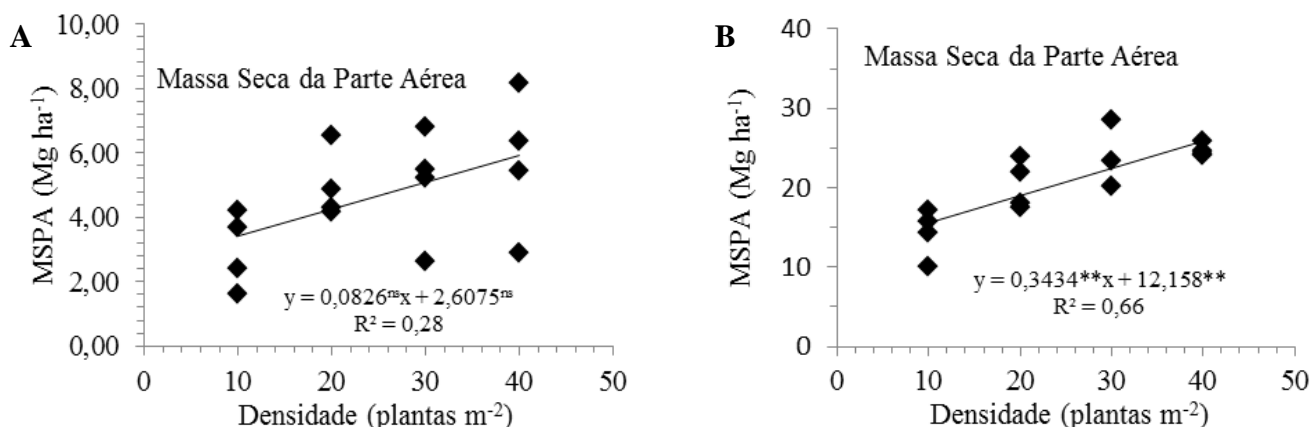 A
Massa Seca da Parte Aérea
MSPA (Mg ha⁻¹)
10,00
8,00
6,00
4,00
2,00
0,00
y = 0,0826ⁿˢx + 2,6075ⁿˢ
R² = 0,28
0 10 20 30 40 50
Densidade (plantas m⁻²)
B
Massa Seca da Parte Aérea
MSPA (Mg ha⁻¹)
40
30
20
10
0
y = 0,3434**x + 12,158**
R² = 0,66
0 10 20 30 40 50
Densidade (plantas m⁻²)